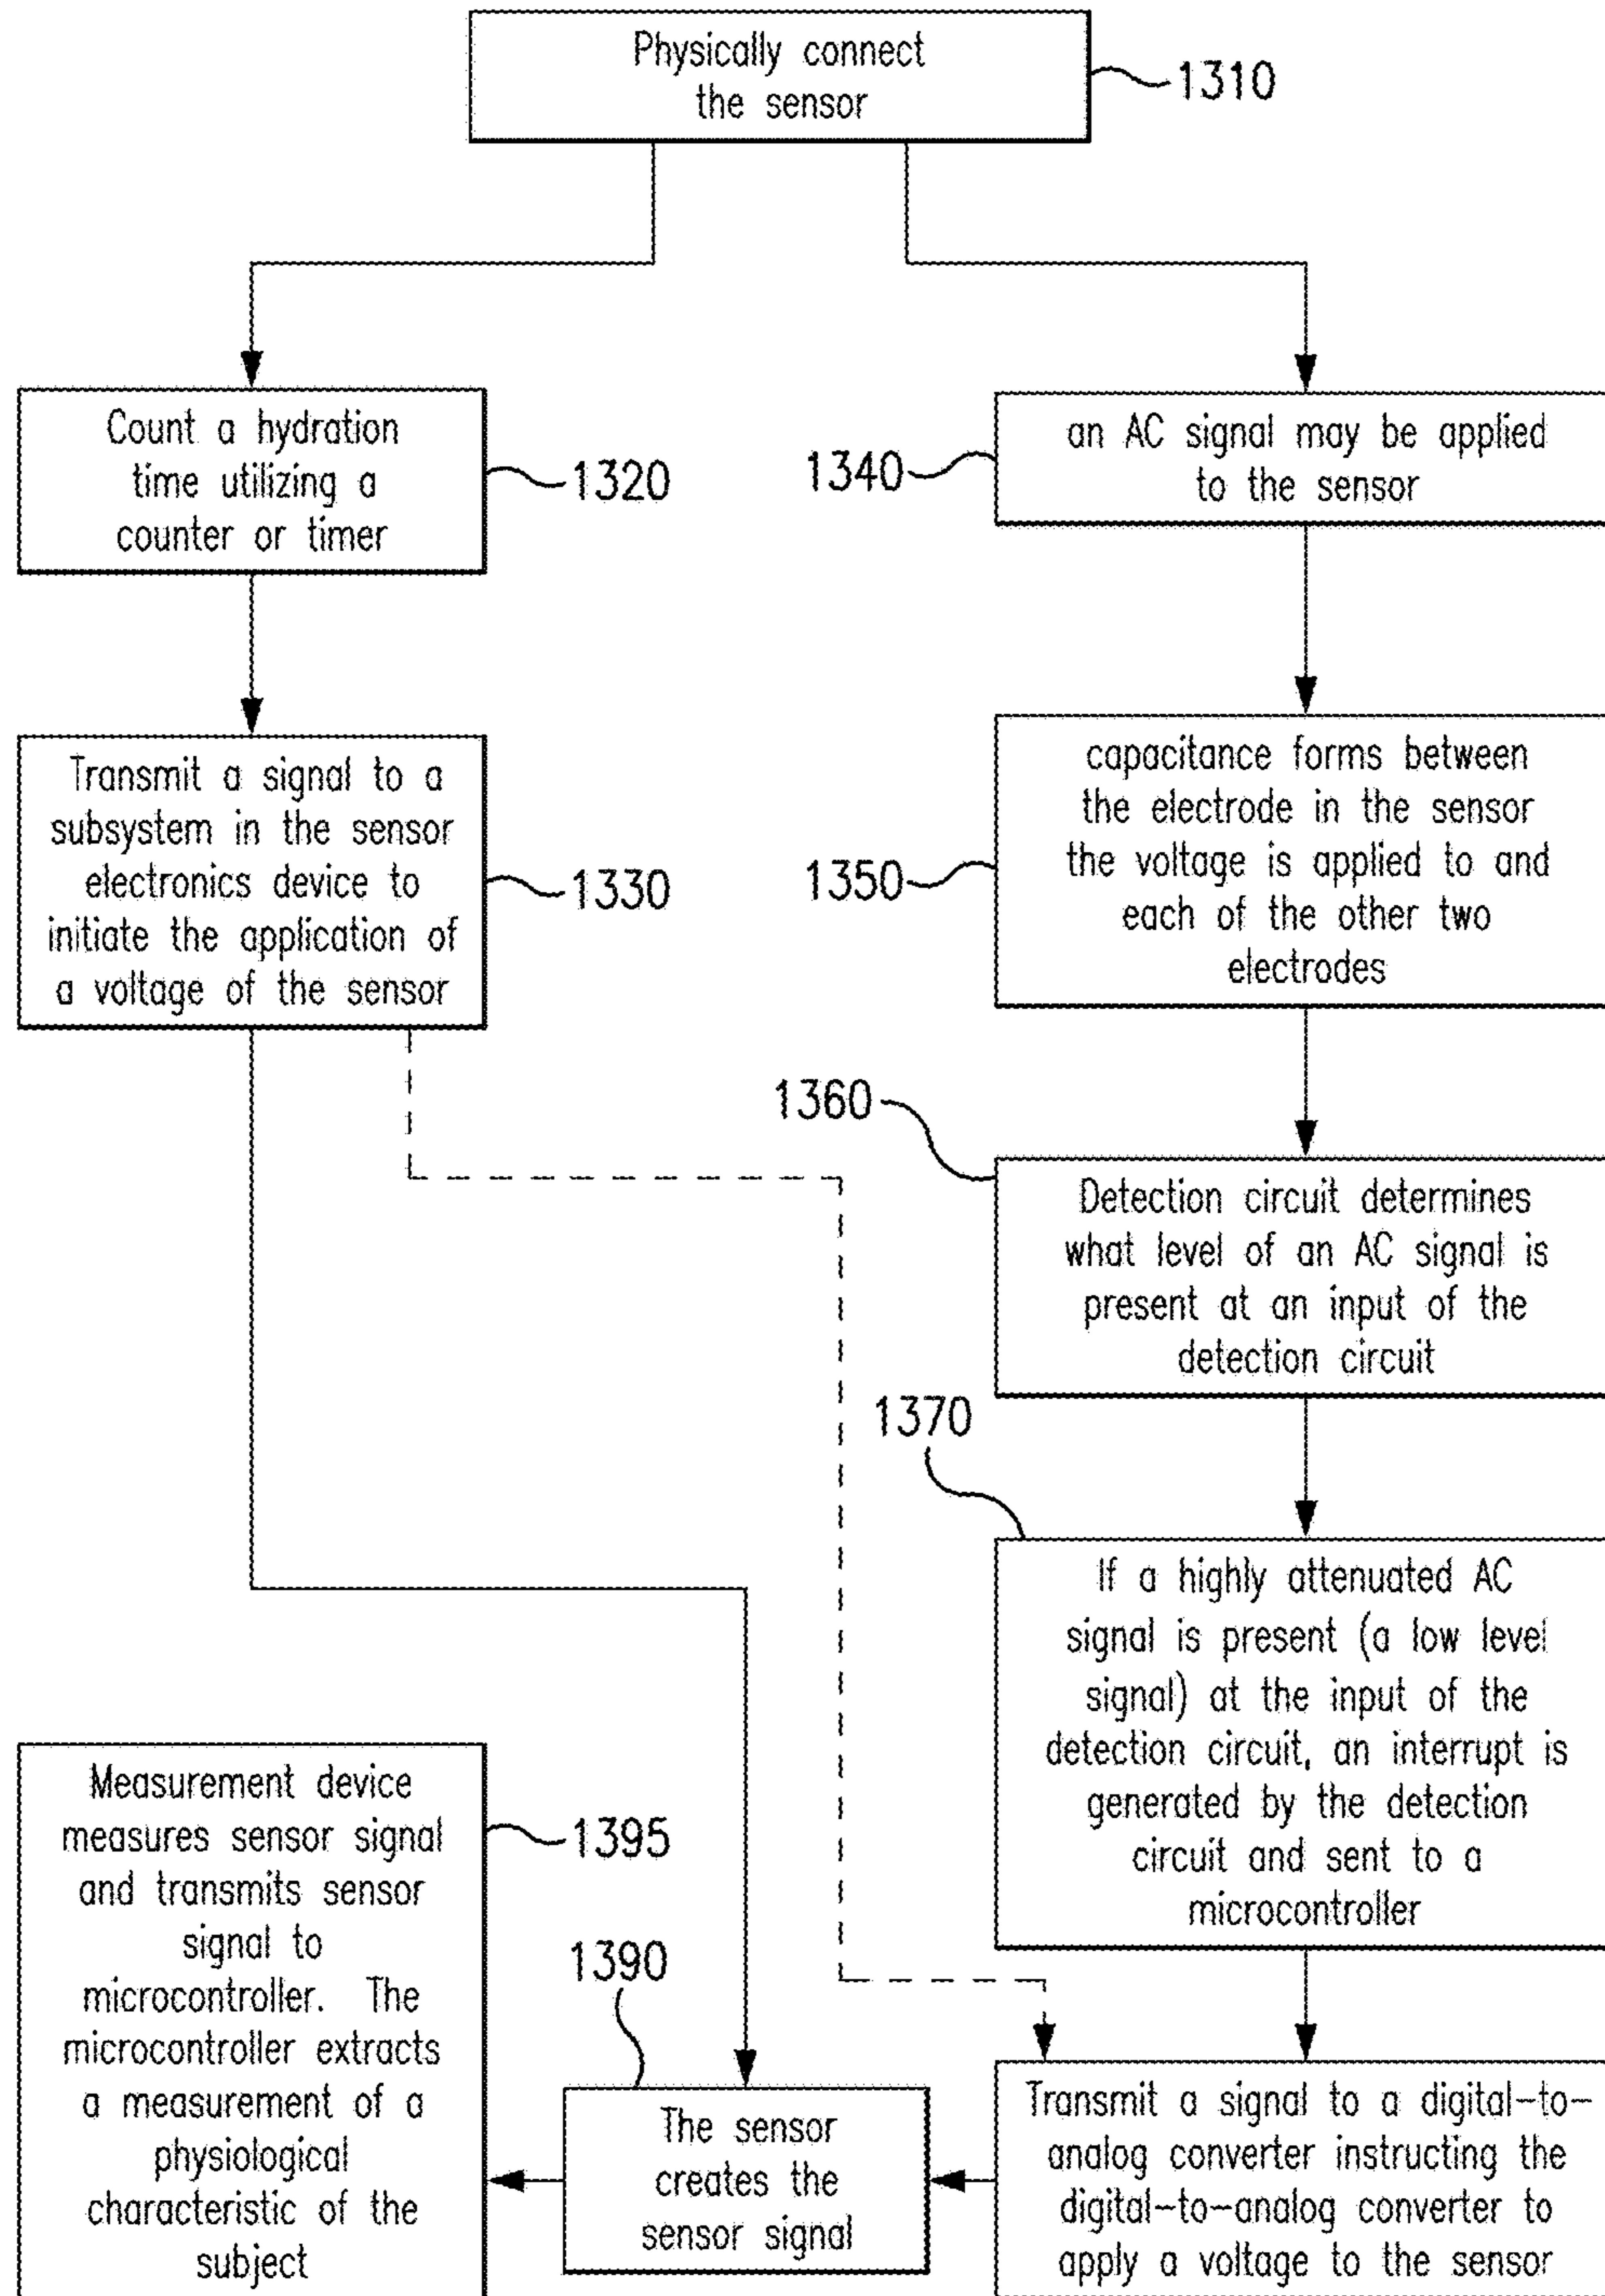 Physically connect
the sensor
1310
Count a hydration
time utilizing a
counter or timer
1320
1340
an AC signal may be applied
to the sensor
Transmit a signal to a
subsystem in the sensor
electronics device to
initiate the application of
a voltage of the sensor
1330
1350
capacitance forms between
the electrode in the sensor
the voltage is applied to and
each of the other two
electrodes
1360
Detection circuit determines
what level of an AC signal is
present at an input of the
detection circuit
1370
If a highly attenuated AC
signal is present (a low level
signal) at the input of the
detection circuit, an interrupt is
generated by the detection
circuit and sent to a
microcontroller
Transmit a signal to a digital-to-
analog converter instructing the
digital-to-analog converter to
apply a voltage to the sensor
1390
The sensor
creates the
sensor signal
1395
Measurement device
measures sensor signal
and transmits sensor
signal to
microcontroller. The
microcontroller extracts
a measurement of a
physiological
characteristic of the
subject